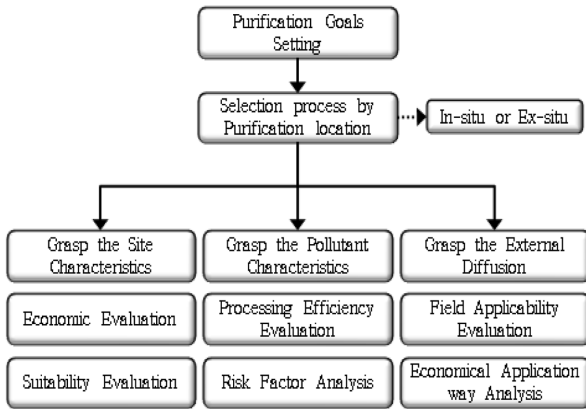 Purification Goals
Setting
Selection process by
Purification location
In-situ or Ex-situ
Grasp the Site
Characteristics
Grasp the Pollutant
Characteristics
Grasp the External
Diffusion
Economic Evaluation
Processing Efficiency
Evaluation
Field Applicability
Evaluation
Suitability Evaluation
Risk Factor Analysis
Economical Application
way Analysis